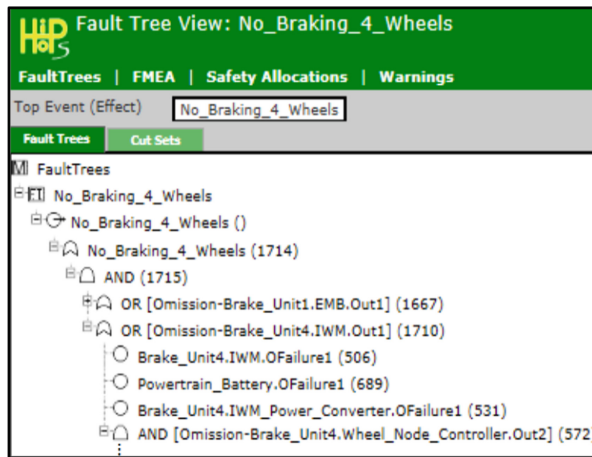 HiP HOPS
Fault Tree View: No_Braking_4_Wheels
FaultTrees | FMEA | Safety Allocations | Warnings
Top Event (Effect) No_Braking_4_Wheels
Fault Trees Cut Sets
M FaultTrees
FT No_Braking_4_Wheels
No_Braking_4_Wheels ()
No_Braking_4_Wheels (1714)
AND (1715)
OR [Omission-Brake_Unit1.EMB.Out1] (1667)
OR [Omission-Brake_Unit4.IWM.Out1] (1710)
Brake_Unit4.IWM.OFailure1 (506)
Powertrain_Battery.OFailure1 (689)
Brake_Unit4.IWM_Power_Converter.OFailure1 (531)
AND [Omission-Brake_Unit4.Wheel_Node_Controller.Out2] (572)